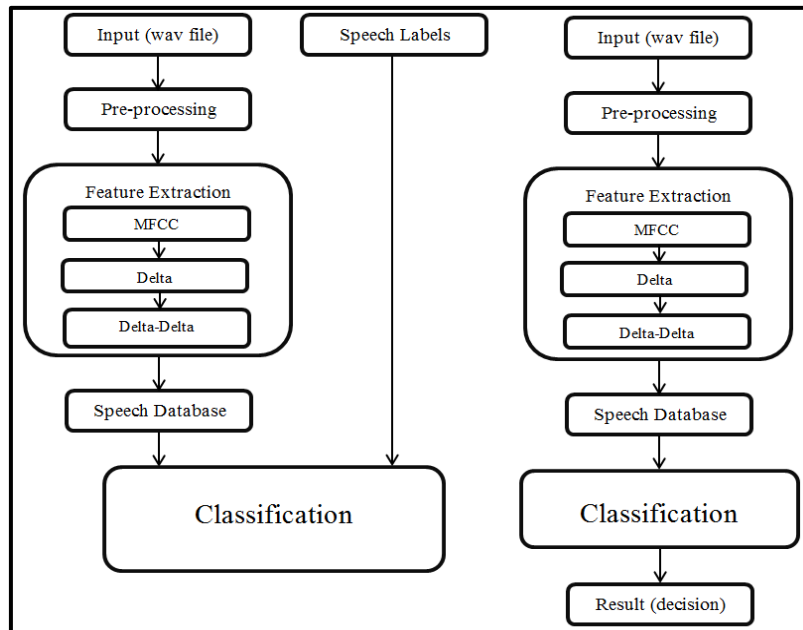 Input (wav file)
Speech Labels
Pre-processing
Feature Extraction
MFCC
Delta
Delta-Delta
Speech Database
Classification
Input (wav file)
Pre-processing
Feature Extraction
MFCC
Delta
Delta-Delta
Speech Database
Classification
Result (decision)